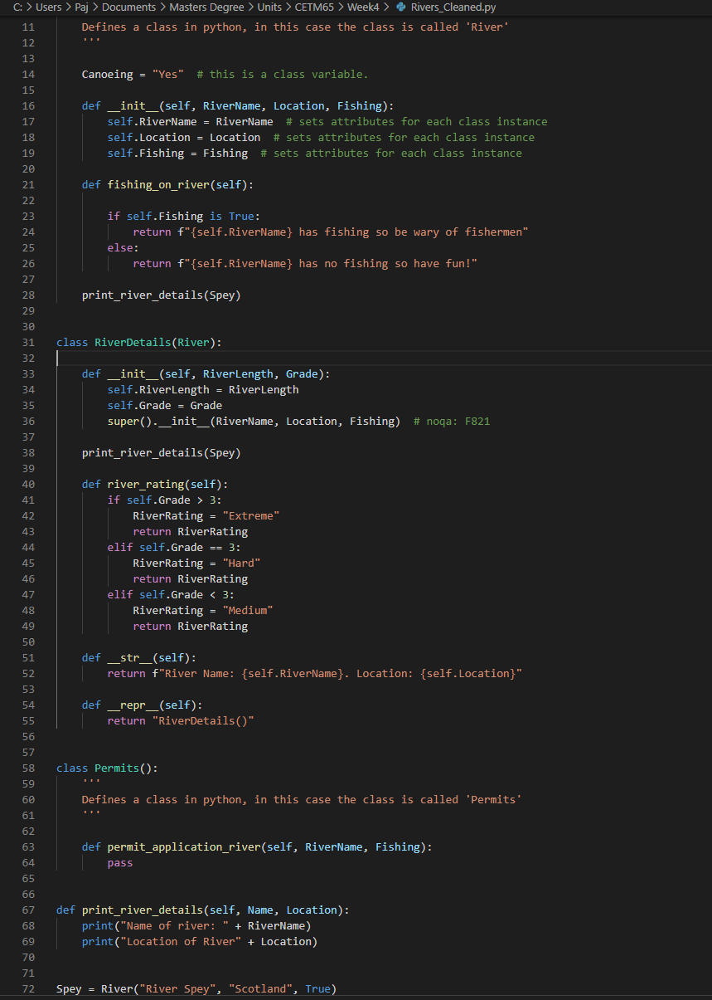 C: > Users > Paj > Documents > Masters Degree > Units > CETM65 > Week4 > Rivers_Cleaned.py
11 Defines a class in python, in this case the class is called 'River'
12 '''
13
14 Canoeing = "Yes"  # this is a class variable.
15
16 def __init__(self, RiverName, Location, Fishing):
17 self.RiverName = RiverName  # sets attributes for each class instance
18 self.Location = Location  # sets attributes for each class instance
19 self.Fishing = Fishing  # sets attributes for each class instance
20
21 def fishing_on_river(self):
22
23 if self.Fishing is True:
24 return f"{self.RiverName} has fishing so be wary of fishermen"
25 else:
26 return f"{self.RiverName} has no fishing so have fun!"
27
28 print_river_details(Spey)
29
30
31 class RiverDetails(River):
32
33 def __init__(self, RiverLength, Grade):
34 self.RiverLength = RiverLength
35 self.Grade = Grade
36 super().__init__(RiverName, Location, Fishing)  # noqa: F821
37
38 print_river_details(Spey)
39
40 def river_rating(self):
41 if self.Grade > 3:
42 RiverRating = "Extreme"
43 return RiverRating
44 elif self.Grade == 3:
45 RiverRating = "Hard"
46 return RiverRating
47 elif self.Grade < 3:
48 RiverRating = "Medium"
49 return RiverRating
50
51 def __str__(self):
52 return f"River Name: {self.RiverName}. Location: {self.Location}"
53
54 def __repr__(self):
55 return "RiverDetails()"
56
57
58 class Permits():
59 '''
60 Defines a class in python, in this case the class is called 'Permits'
61 '''
62
63 def permit_application_river(self, RiverName, Fishing):
64 pass
65
66
67 def print_river_details(self, Name, Location):
68 print("Name of river: " + RiverName)
69 print("Location of River" + Location)
70
71
72 Spey = River("River Spey", "Scotland", True)